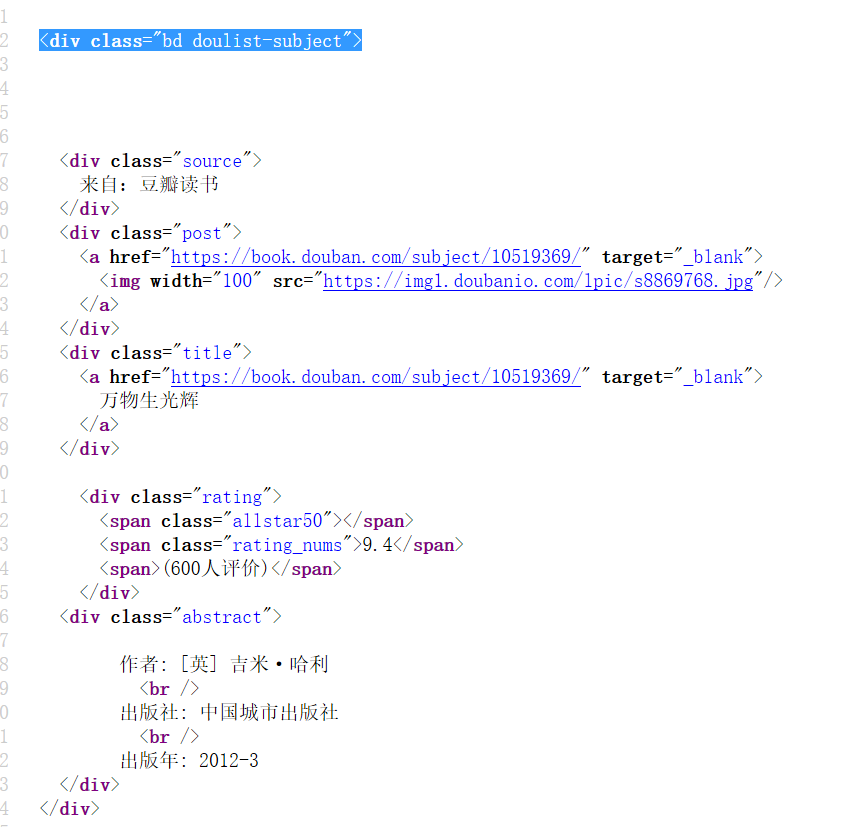 1
2 <div class="bd doulist-subject">
3
4
5
6
7 <div class="source">
8 来自：豆瓣读书
9 </div>
0 <div class="post">
1 <a href="https://book.douban.com/subject/10519369/" target="_blank">
2 <img width="100" src="https://img1.doubanio.com/lpic/s8869768.jpg"/>
3 </a>
4 </div>
5 <div class="title">
6 <a href="https://book.douban.com/subject/10519369/" target="_blank">
7 万物生光辉
8 </a>
9 </div>
0
1 <div class="rating">
2 <span class="allstar50"></span>
3 <span class="rating_nums">9.4</span>
4 <span>(600人评价)</span>
5 </div>
6 <div class="abstract">
7
8 作者: [英] 吉米·哈利
9 <br />
0 出版社: 中国城市出版社
1 <br />
2 出版年: 2012-3
3 </div>
4 </div>